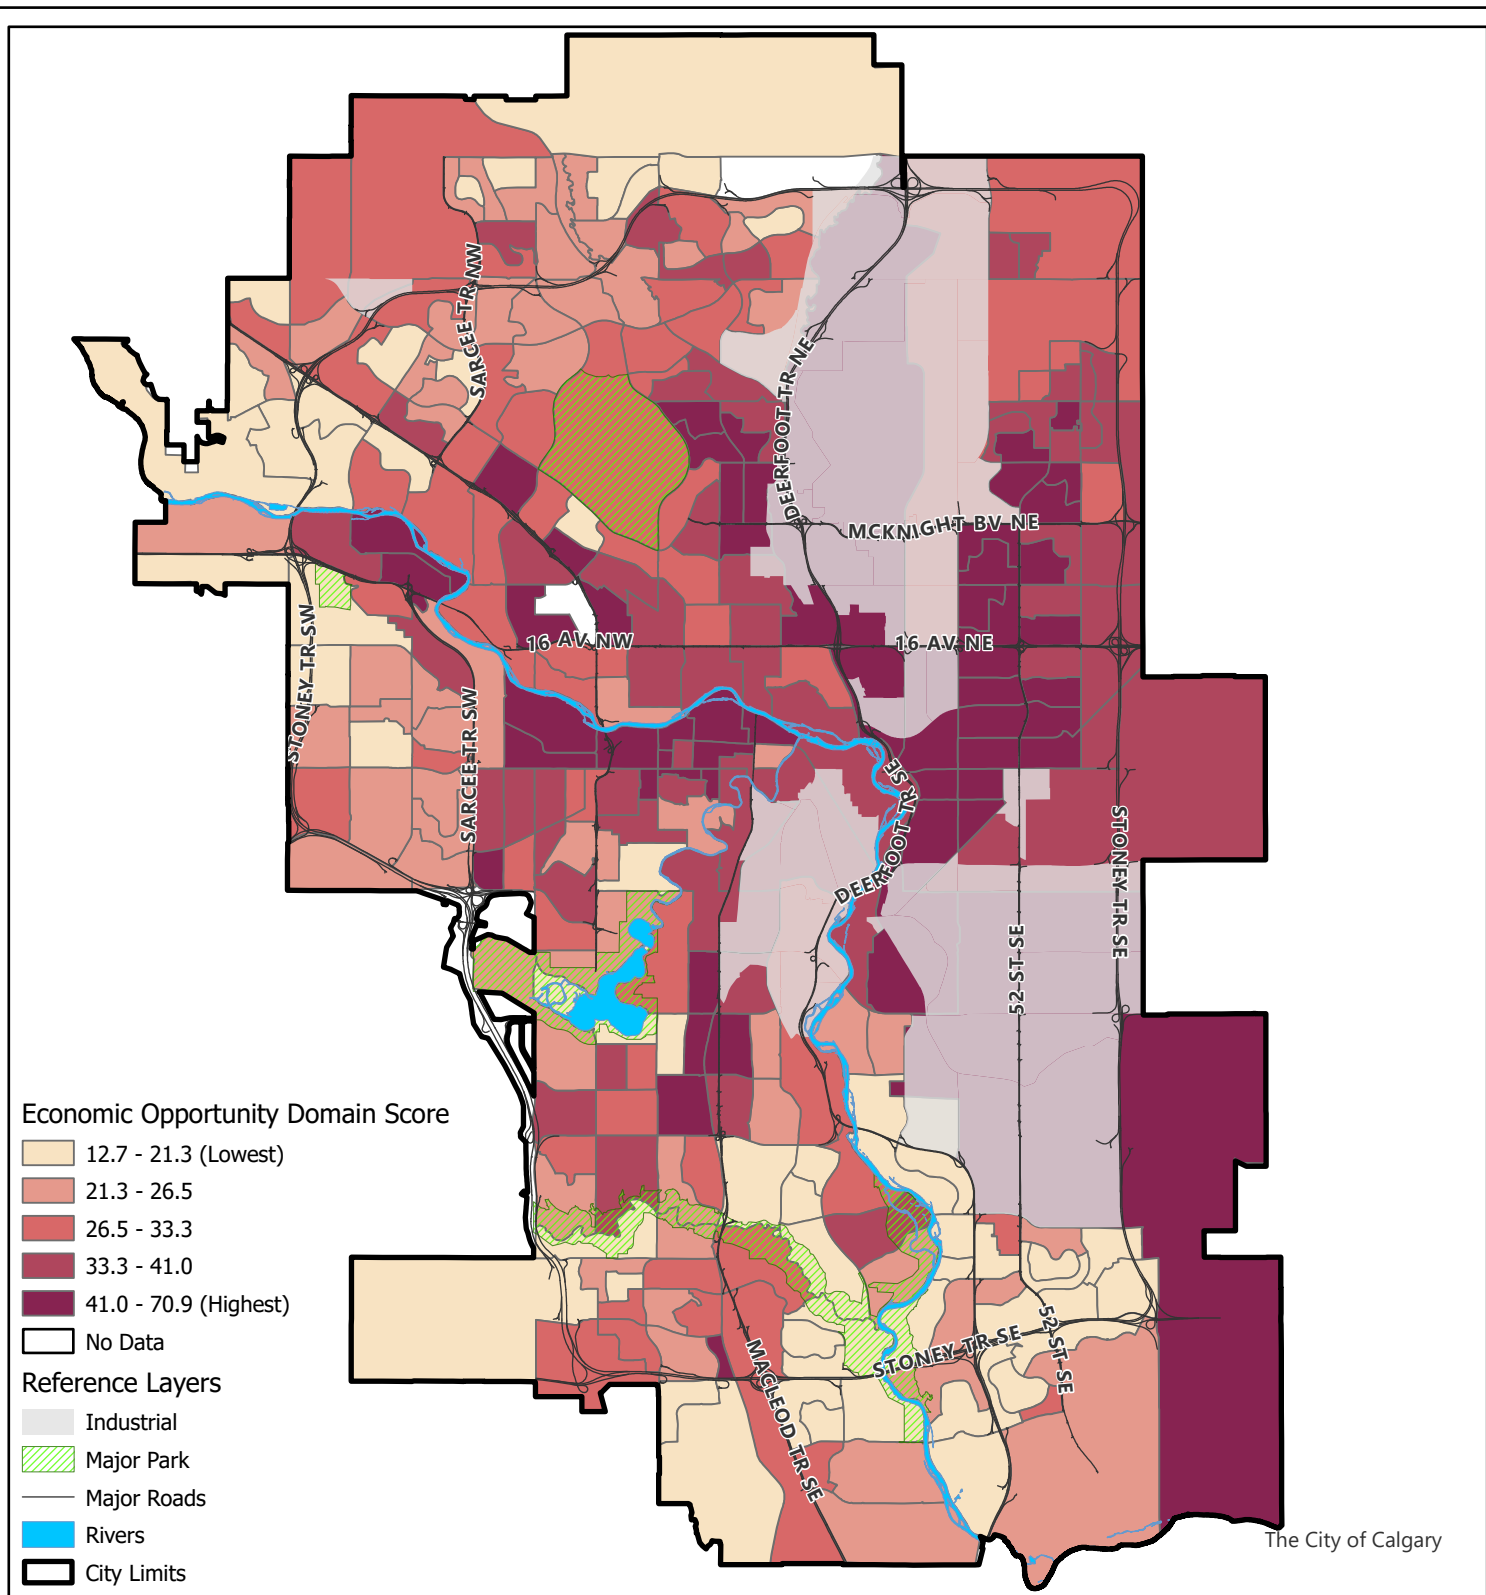 SARCEE TR NW
DEERFOOT TR NE
MCKNIGHT BV NE
16 AV NW
16 AV NE
STONEY TR SW
SARCEE TR SW
DEERFOOT TR SE
STONEY TR SE
52 ST SE
STONEY TR SE
52 ST SE
MACLEOD TR SE
Economic Opportunity Domain Score
12.7 - 21.3 (Lowest)
21.3 - 26.5
26.5 - 33.3
33.3 - 41.0
41.0 - 70.9 (Highest)
No Data
Reference Layers
Industrial
Major Park
Major Roads
Rivers
City Limits
The City of Calgary